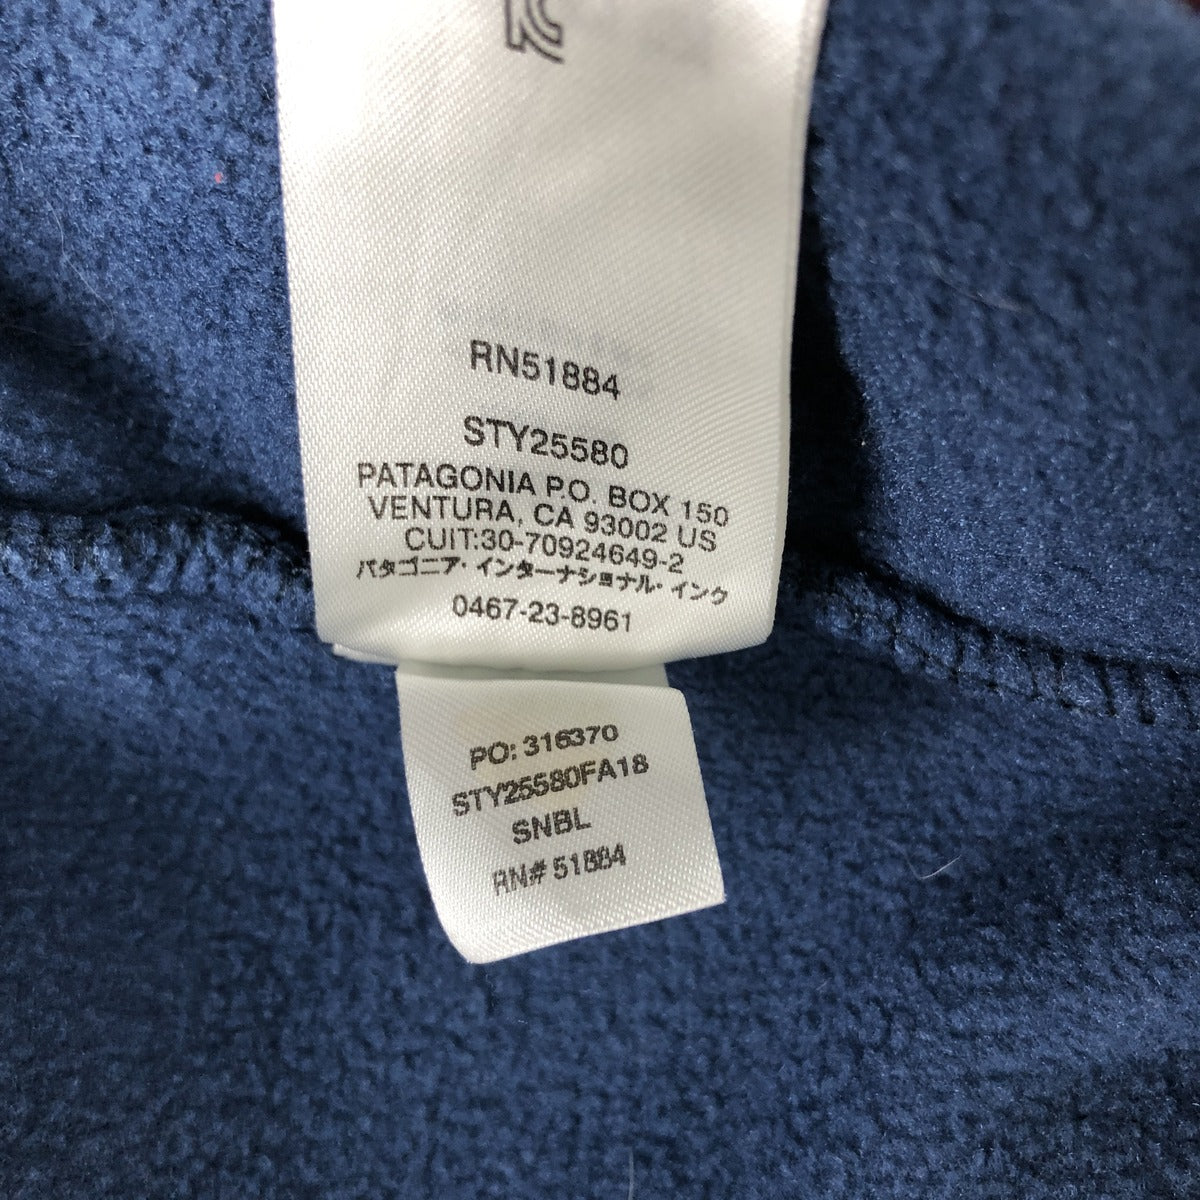 RN51884
STY25580
PATAGONIA P.O. BOX 150
VENTURA, CA 93002 US
CUIT:30-70924649-2
パタゴニア・インターナショナル・インク
0467-23-8961
PO: 316370
STY25580FA18
SNBL
RN# 51884